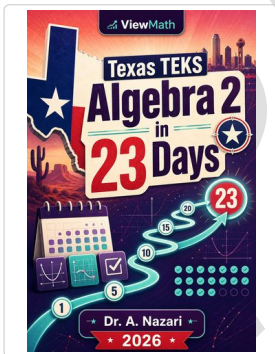 ViewMath
Texas TEKS
Algebra 2
in
23 Days
23
20
15
10
5
1
Dr. A. Nazari
2026